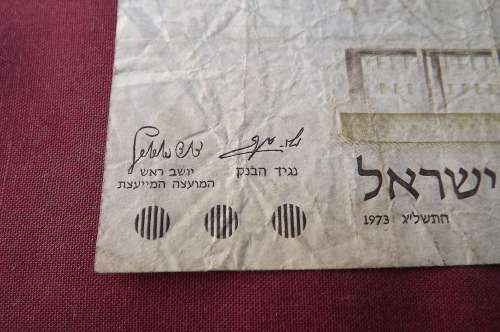 נגיד הבנק
יושב ראש
המועצה המייעצת
ישראל
1973 התשל"ג